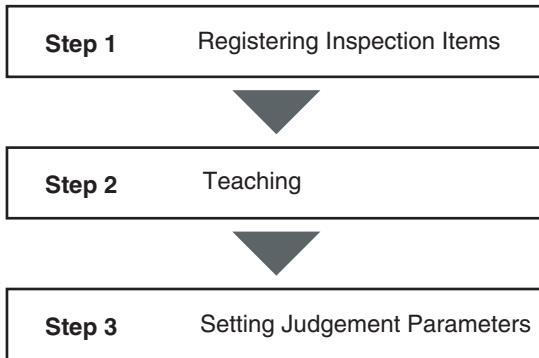 Step 1 Registering Inspection Items
Step 2 Teaching
Step 3 Setting Judgement Parameters